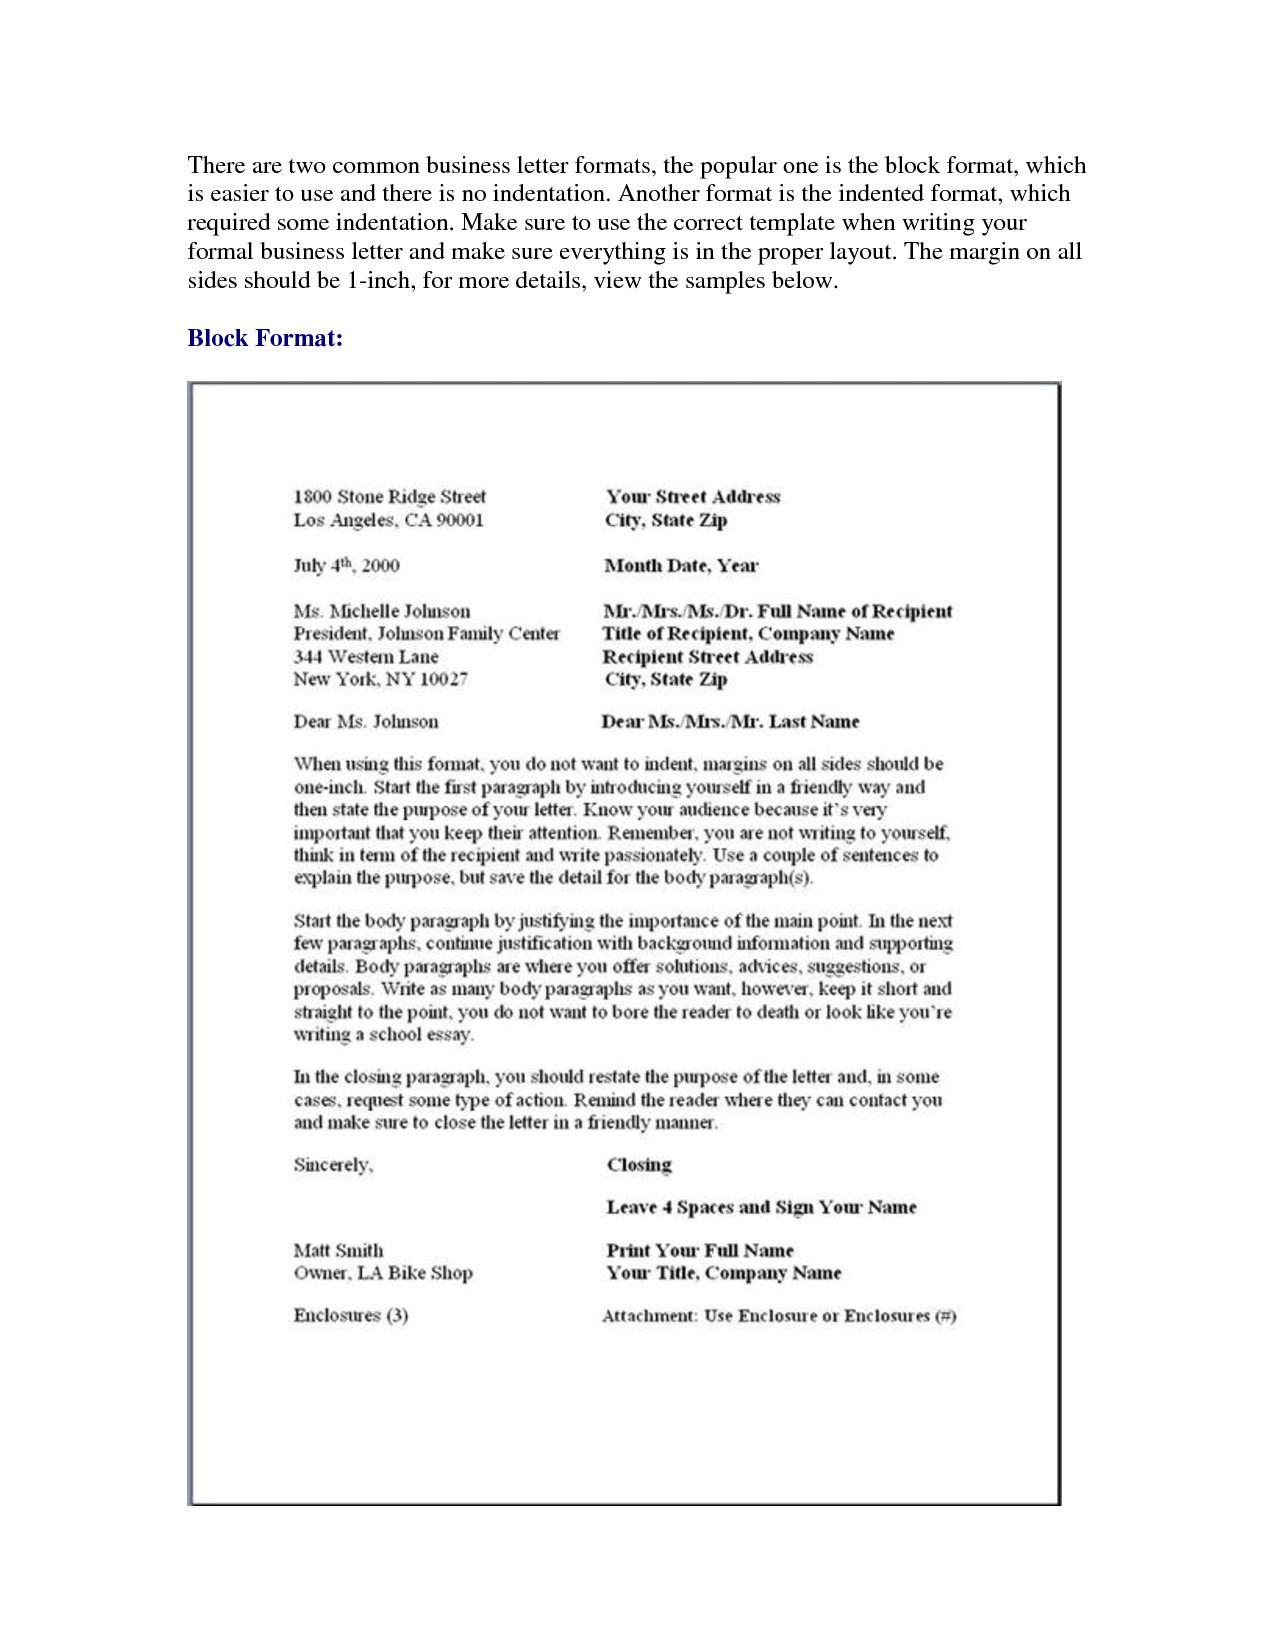 There are two common business letter formats, the popular one is the block format, which
is easier to use and there is no indentation. Another format is the indented format, which
required some indentation. Make sure to use the correct template when writing your
formal business letter and make sure everything is in the proper layout. The margin on all
sides should be 1-inch, for more details, view the samples below.
Block Format:
1800 Stone Ridge Street Your Street Address
Los Angeles, CA 90001 City, State Zip
July 4th, 2000 Month Date, Year
Ms. Michelle Johnson Mr./Mrs./Ms./Dr. Full Name of Recipient
President, Johnson Family Center Title of Recipient, Company Name
344 Western Lane Recipient Street Address
New York, NY 10027 City, State Zip
Dear Ms. Johnson Dear Ms./Mrs./Mr. Last Name
When using this format, you do not want to indent, margins on all sides should be
one-inch. Start the first paragraph by introducing yourself in a friendly way and
then state the purpose of your letter. Know your audience because it's very
important that you keep their attention. Remember, you are not writing to yourself,
think in term of the recipient and write passionately. Use a couple of sentences to
explain the purpose, but save the detail for the body paragraph(s).
Start the body paragraph by justifying the importance of the main point. In the next
few paragraphs, continue justification with background information and supporting
details. Body paragraphs are where you offer solutions, advices, suggestions, or
proposals. Write as many body paragraphs as you want, however, keep it short and
straight to the point, you do not want to bore the reader to death or look like you're
writing a school essay.
In the closing paragraph, you should restate the purpose of the letter and, in some
cases, request some type of action. Remind the reader where they can contact you
and make sure to close the letter in a friendly manner.
Sincerely, Closing
Leave 4 Spaces and Sign Your Name
Matt Smith Print Your Full Name
Owner, LA Bike Shop Your Title, Company Name
Enclosures (3) Attachment: Use Enclosure or Enclosures (#)